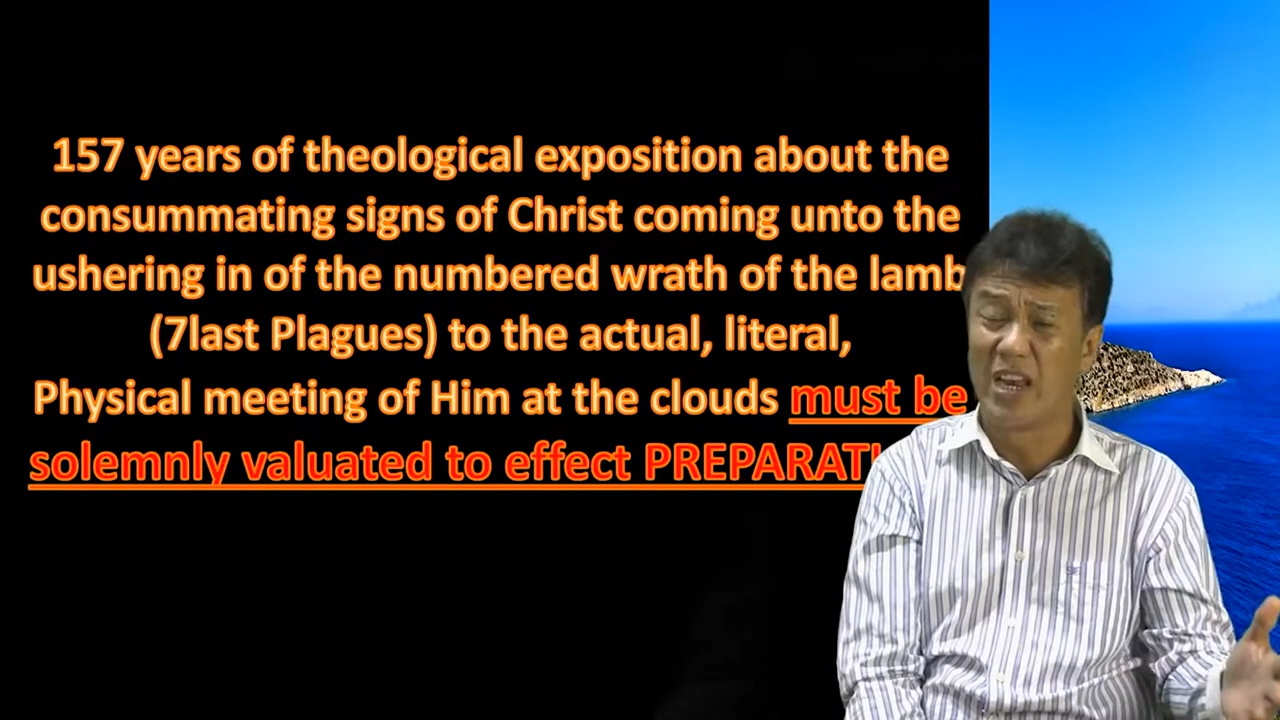 157 years of theological exposition about the
consummating signs of Christ coming unto the
ushering in of the numbered wrath of the lamb
(7last Plagues) to the actual, literal,
Physical meeting of Him at the clouds must be
solemnly valuated to effect